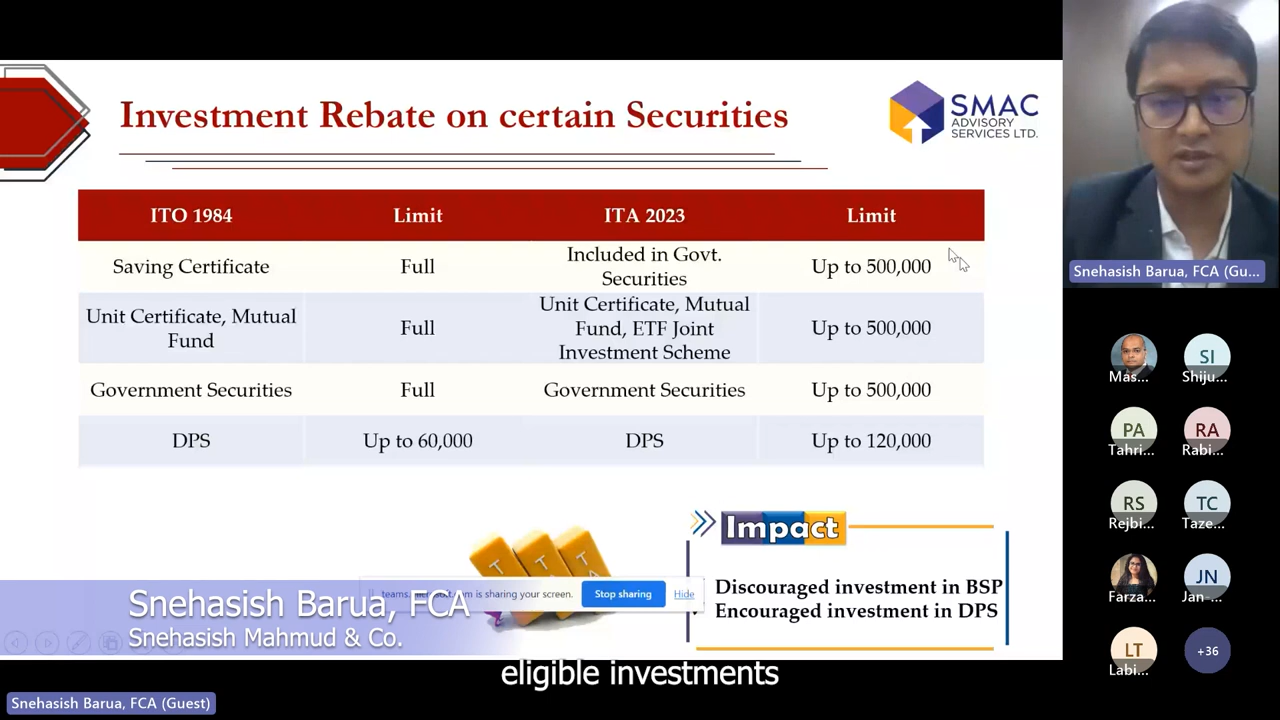 Investment Rebate on certain Securities
SMAC
ADVISORY
SERVICES LTD.
ITO 1984
Limit
ITA 2023
Limit
Saving Certificate
Full
Included in Govt.
Securities
Up to 500,000
Unit Certificate, Mutual
Fund
Full
Unit Certificate, Mutual
Fund, ETF Joint
Investment Scheme
Up to 500,000
Government Securities
Full
Government Securities
Up to 500,000
DPS
Up to 60,000
DPS
Up to 120,000
Impact
Discouraged investment in BSP
Encouraged investment in DPS
T T T
is sharing your screen.
Stop sharing
Hide
Snehasish Barua, FCA
Snehasish Mahmud & Co.
eligible investments
Snehasish Barua, FCA (Guest)
Snehasish Barua, FCA (Gu...
Mas...
SI
Shiju...
PA
Tahri...
RA
Rabi...
RS
Rejbi...
TC
Taze...
Farza...
JN
Jan-...
LT
Labi...
+36